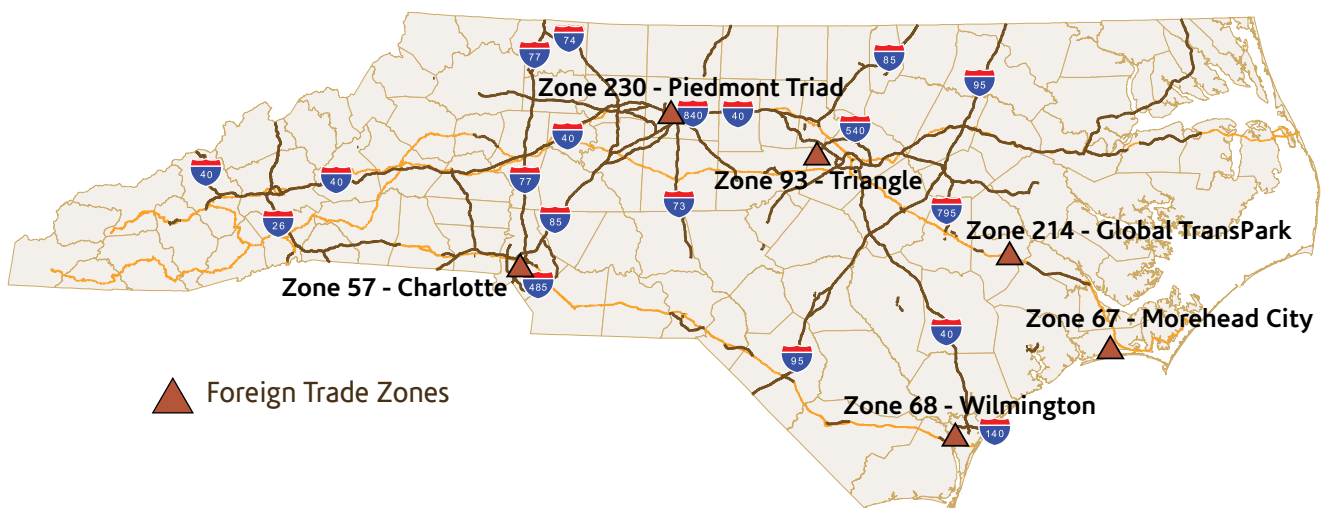 74
77
85
95
Zone 230 - Piedmont Triad
840
40
40
540
Zone 93 - Triangle
40
40
77
73
85
795
26
Zone 214 - Global TransPark
Zone 57 - Charlotte
485
Zone 67 - Morehead City
40
95
Foreign Trade Zones
Zone 68 - Wilmington
140